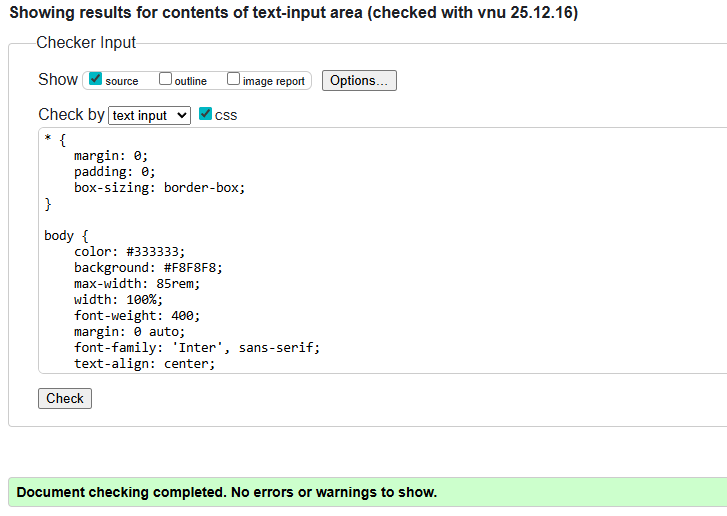 Showing results for contents of text-input area (checked with vnu 25.12.16)
Checker Input
Show source outline image report Options...
Check by text input css
* {
    margin: 0;
    padding: 0;
    box-sizing: border-box;
}

body {
    color: #333333;
    background: #F8F8F8;
    max-width: 85rem;
    width: 100%;
    font-weight: 400;
    margin: 0 auto;
    font-family: 'Inter', sans-serif;
    text-align: center;
Check
Document checking completed. No errors or warnings to show.